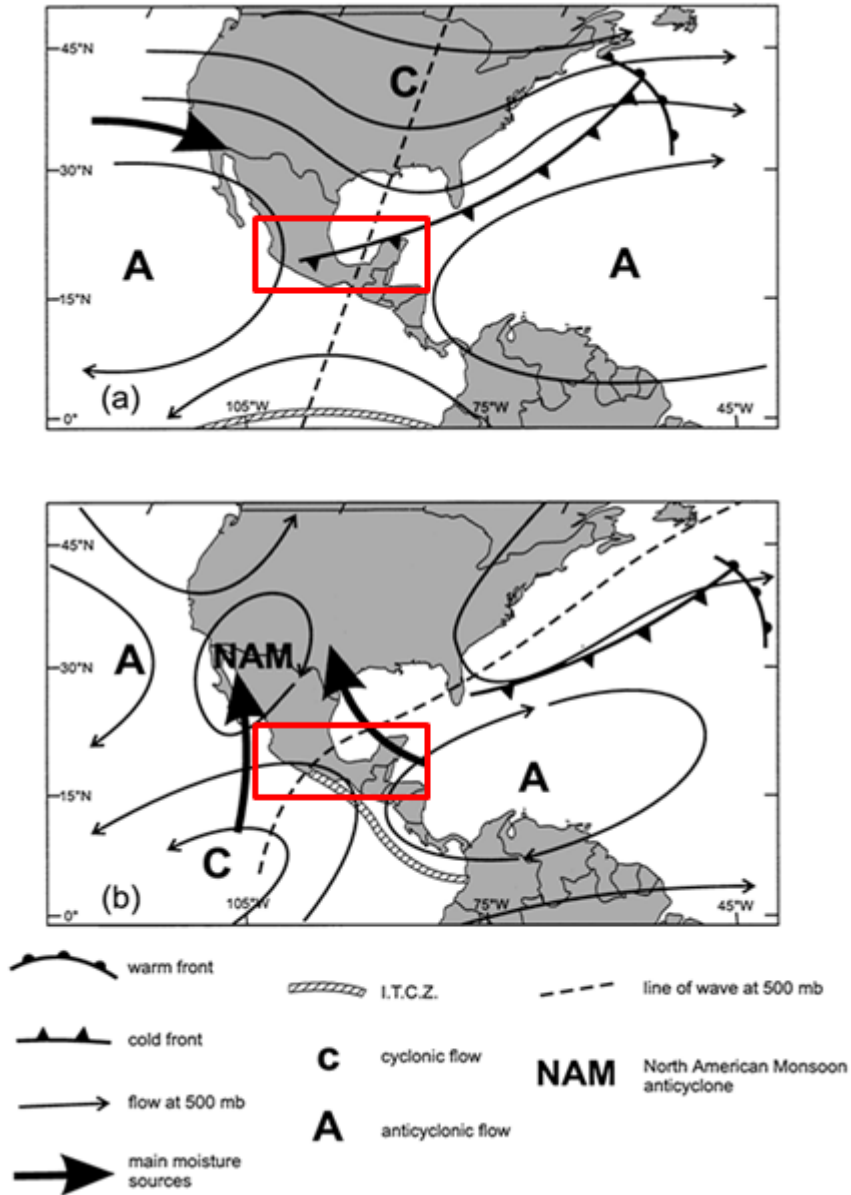 45°N
C
30°N
A
A
15°N
(a)
105°W
75°W
45°W
0°
45°N
A
NAM
30°N
A
15°N
C
(b)
105°W
75°W
45°W
0°
warm front
I.T.C.Z.
line of wave at 500 mb
cold front
C
cyclonic flow
NAM
North American Monsoon
anticyclone
flow at 500 mb
A
anticyclonic flow
main moisture
sources